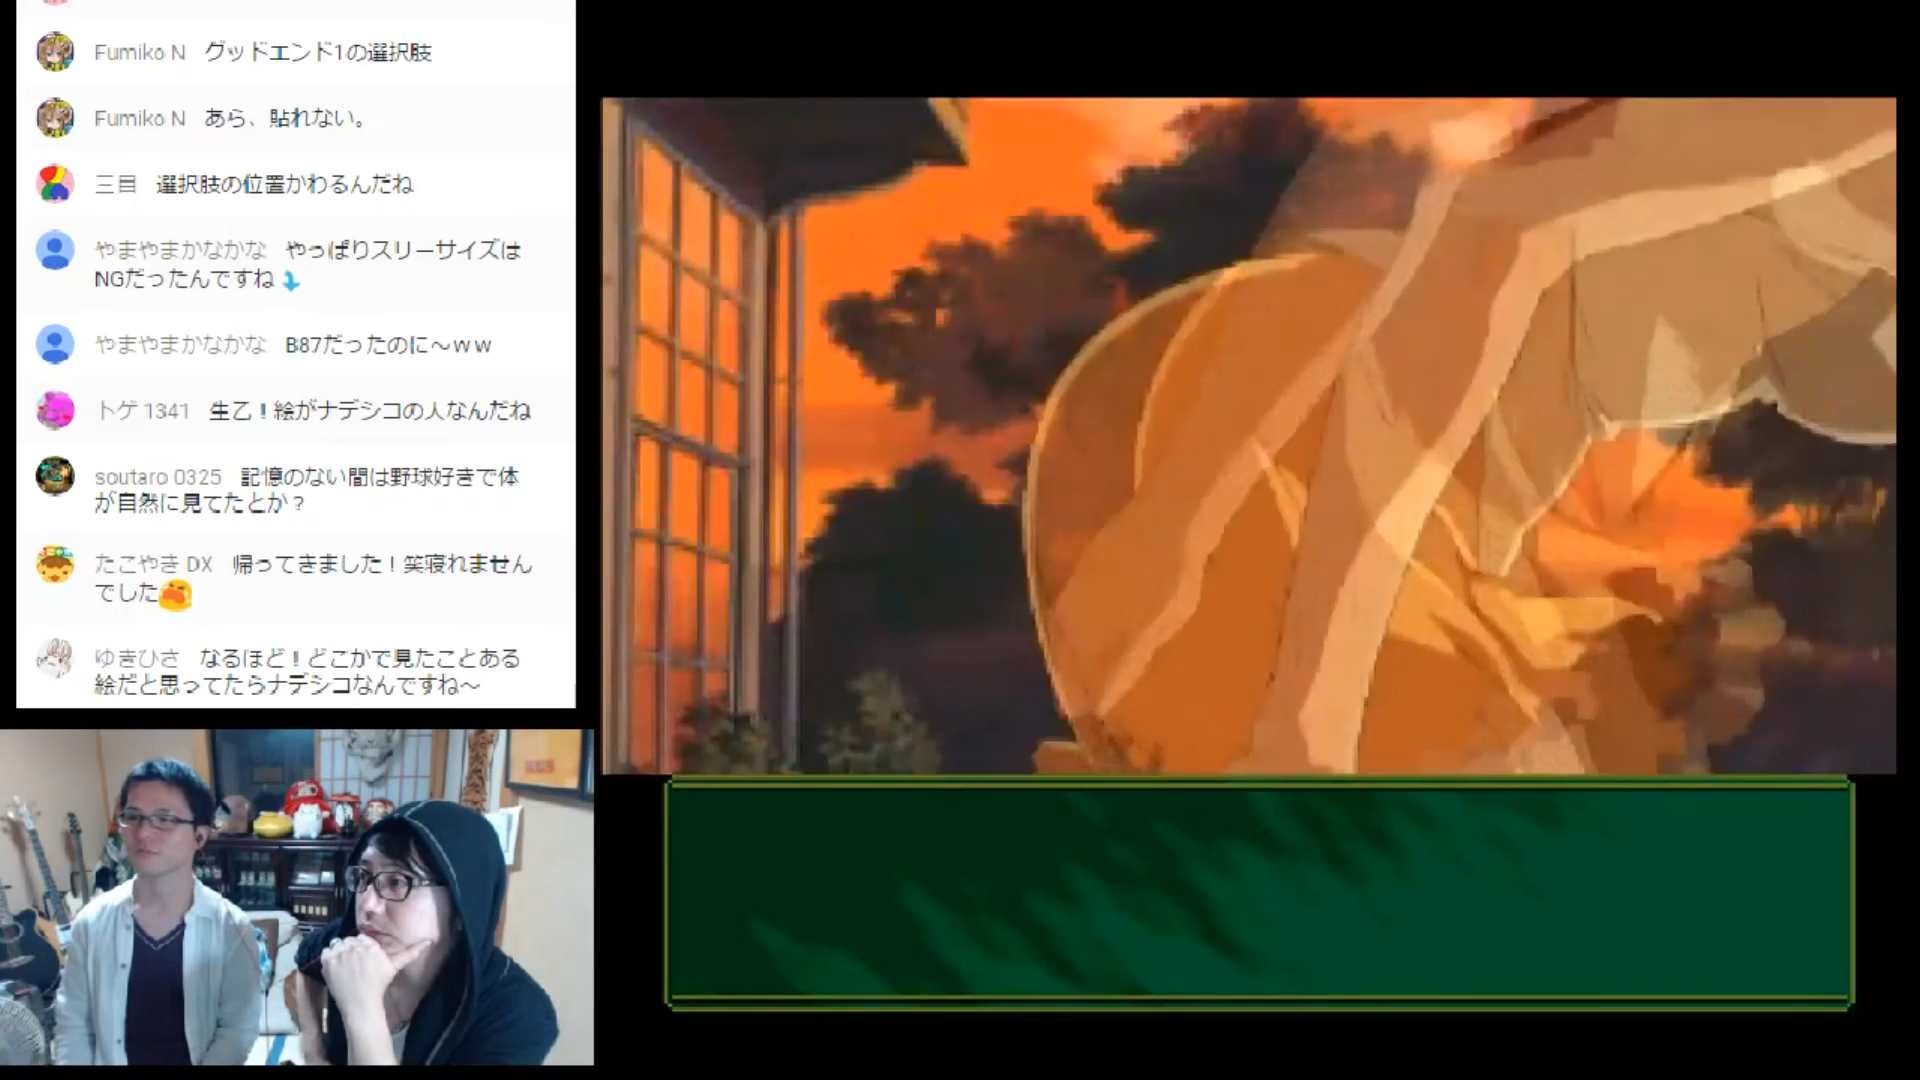 Fumiko N グッドエンド1の選択肢
Fumiko N あら、貼れない。
三目 選択肢の位置かわるんだね
やまやまかなかな やっぱりスリーサイズは
NGだったんですね
やまやまかなかな B87だったのに～ｗｗ
トゲ 1341 生乙！絵がナデシコの人なんだね
soutaro 0325 記憶のない間は野球好きで体
が自然に見てたとか？
たこやき DX 帰ってきました！笑寝れません
でした
ゆきひさ なるほど！どこかで見たことある
絵だと思ってたらナデシコなんですね～